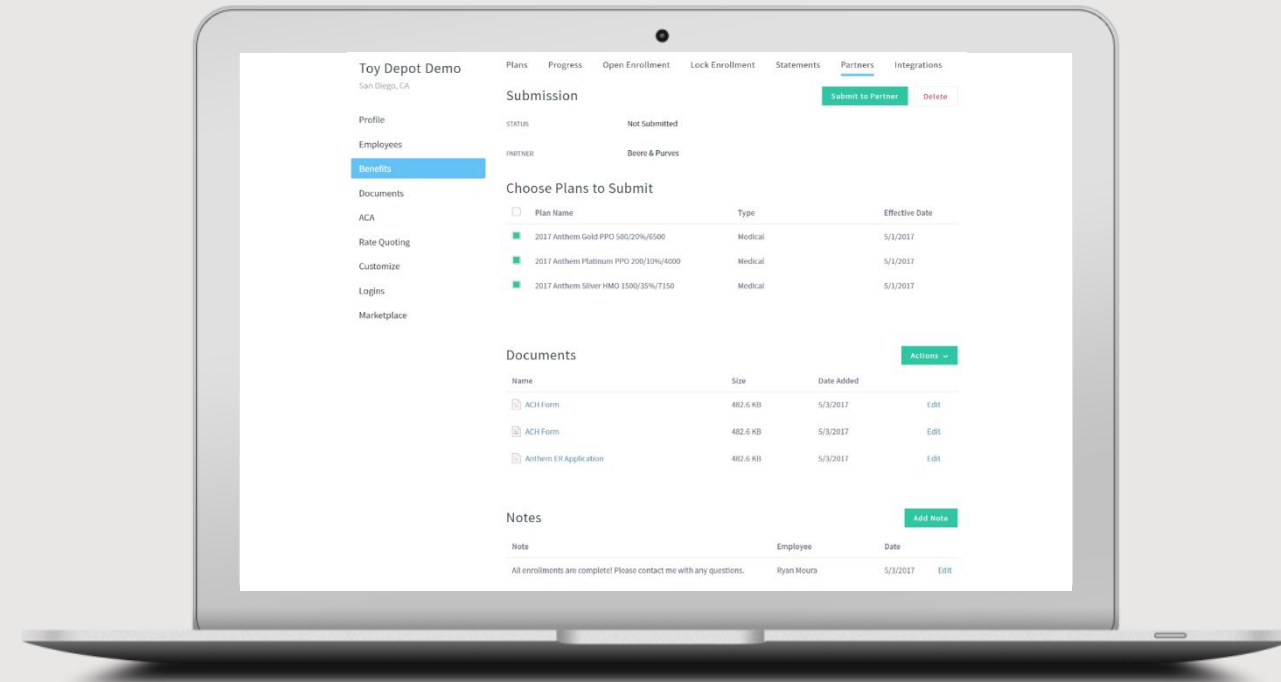 Toy Depot Demo
San Diego, CA
Profile
Employees
Benefits
Documents
ACA
Rate Quoting
Customize
Logins
Marketplace
Plans Progress Open Enrollment Lock Enrollment Statements Partners Integrations
Submission Submit to Partner Delete
STATUS Not Submitted
PARTNER Beere & Purves
Choose Plans to Submit
Plan Name Type Effective Date
2017 Anthem Gold PPO 500/20%/6500 Medical 5/1/2017
2017 Anthem Platinum PPO 200/10%/4000 Medical 5/1/2017
2017 Anthem Silver HMO 1500/35%/7150 Medical 5/1/2017
Documents Actions
Name Size Date Added
ACH Form 482.6 KB 5/3/2017 Edit
ACH Form 482.6 KB 5/3/2017 Edit
Anthem ER Application 482.6 KB 5/3/2017 Edit
Notes Add Note
Note Employee Date
All enrollments are complete! Please contact me with any questions. Ryan Moura 5/3/2017 Edit